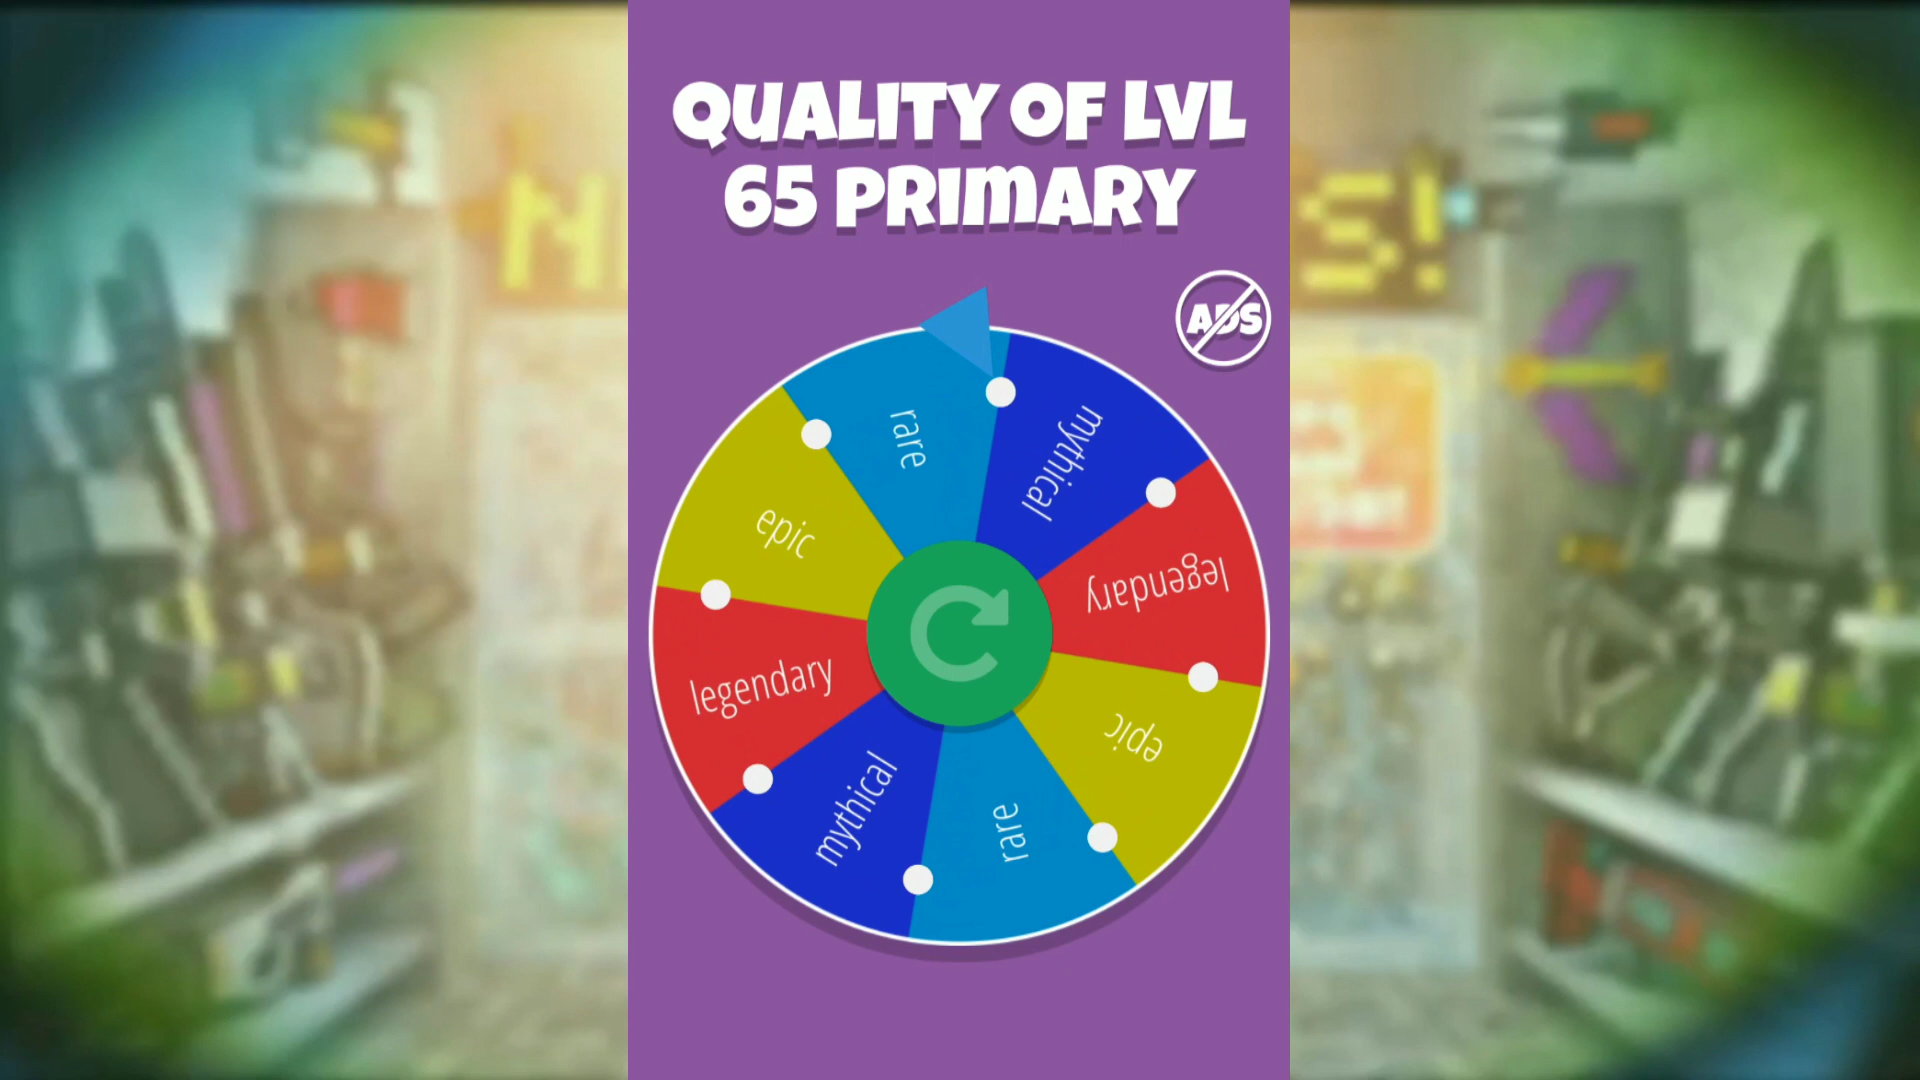 QUALITY OF LVL
65 PRIMARY
ADS
rare
mythical
epic
legendary
legendary
epic
mythical
rare